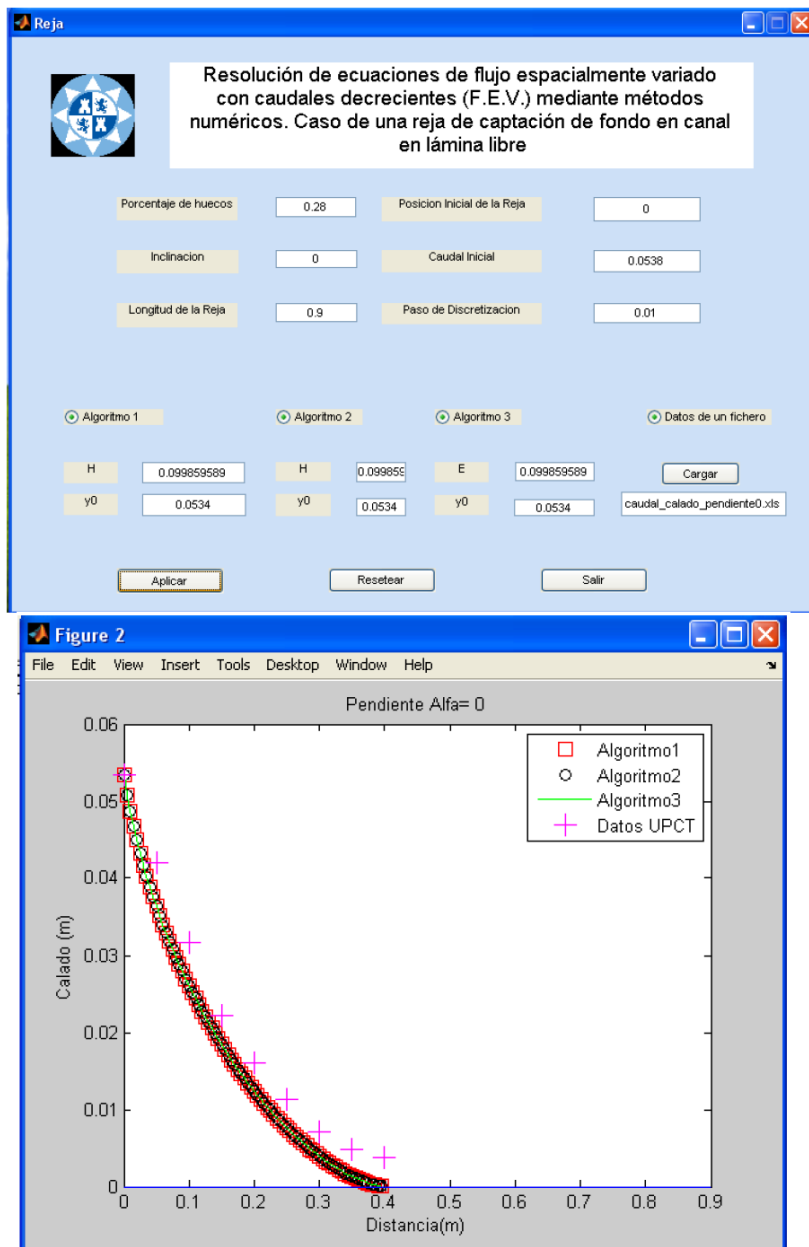 Reja
Resolución de ecuaciones de flujo espacialmente variado
con caudales decrecientes (F.E.V.) mediante métodos
numéricos. Caso de una reja de captación de fondo en canal
en lámina libre
Porcentaje de huecos 0.28 Posicion Inicial de la Reja 0
Inclinacion 0 Caudal Inicial 0.0538
Longitud de la Reja 0.9 Paso de Discretizacion 0.01
Algoritmo 1 Algoritmo 2 Algoritmo 3 Datos de un fichero
H 0.099859589 H 0.09985 E 0.099859589 Cargar
y0 0.0534 y0 0.0534 y0 0.0534 caudal_calado_pendiente0.xls
Aplicar Resetear Salir
Figure 2
File Edit View Insert Tools Desktop Window Help
Pendiente Alfa= 0
0.06
0.05
0.04
0.03
0.02
0.01
0
Calado (m)
Algoritmo1
Algoritmo2
Algoritmo3
Datos UPCT
0 0.1 0.2 0.3 0.4 0.5 0.6 0.7 0.8 0.9
Distancia(m)